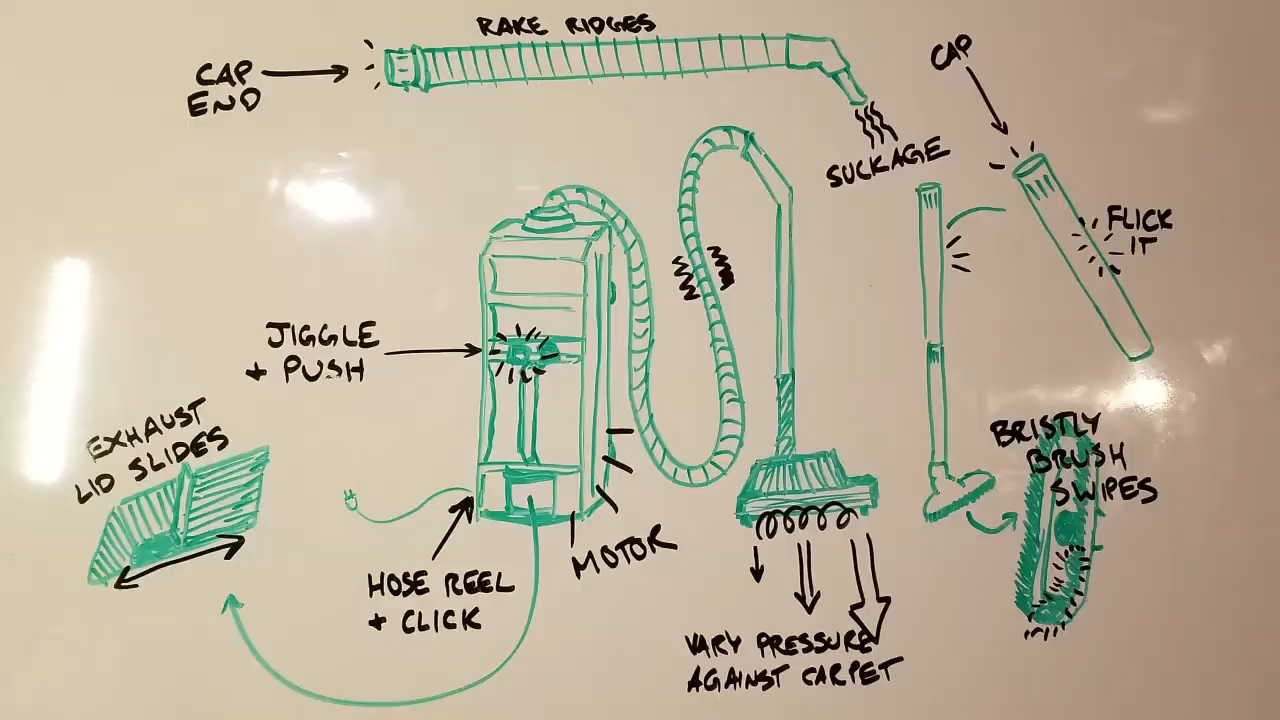 RAKE RIDGES
CAP
END
CAP
SUCKAGE
FLICK
IT
JIGGLE
+ PUSH
EXHAUST
LID SLIDES
BRISTLY
BRUSH
SWIPES
MOTOR
HOSE REEL
+ CLICK
VARY PRESSURE
AGAINST CARPET